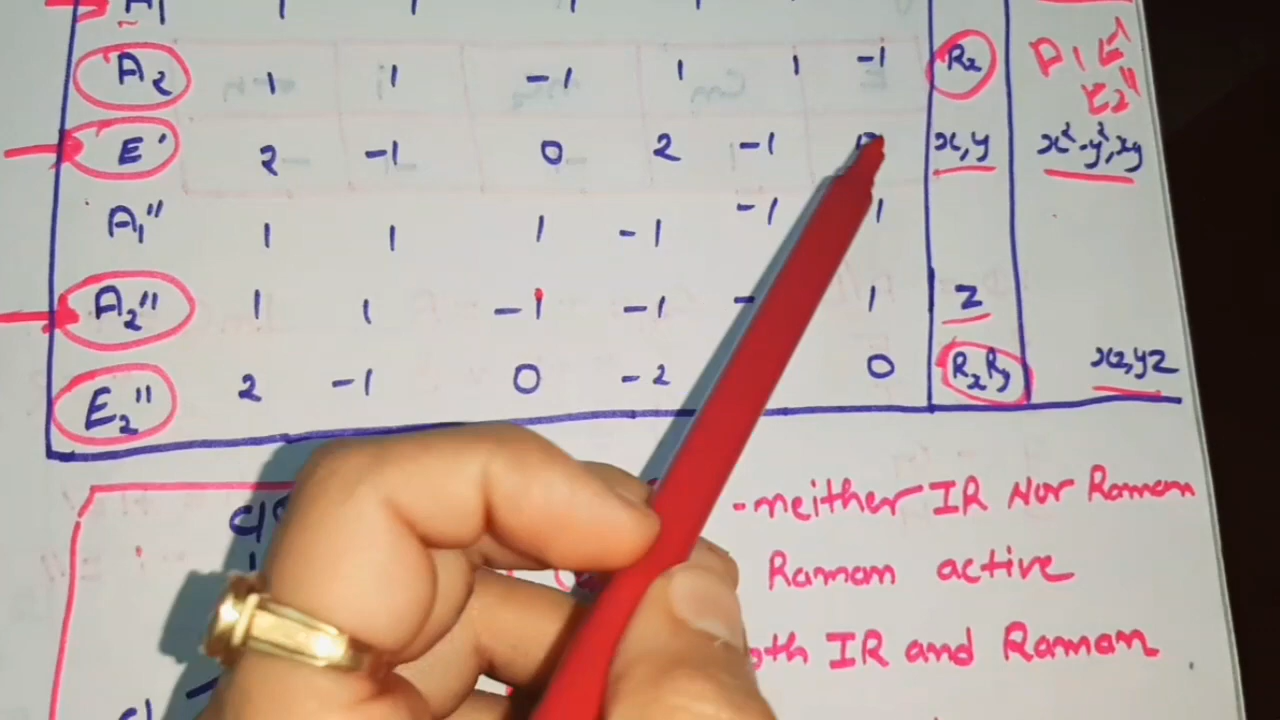 A₂ 1 1 -1 1 1 -1 Rz
E' 2 -1 0 2 -1 x,y x²-y²,xy
E₂"
A₁" 1 1 1 -1 -1 1
A₂" 1 1 -1 -1 - 1 Z
E₂" 2 -1 0 -2 0 RxRy xz,yz
-neither IR Nor Raman
Raman active
IR and Raman